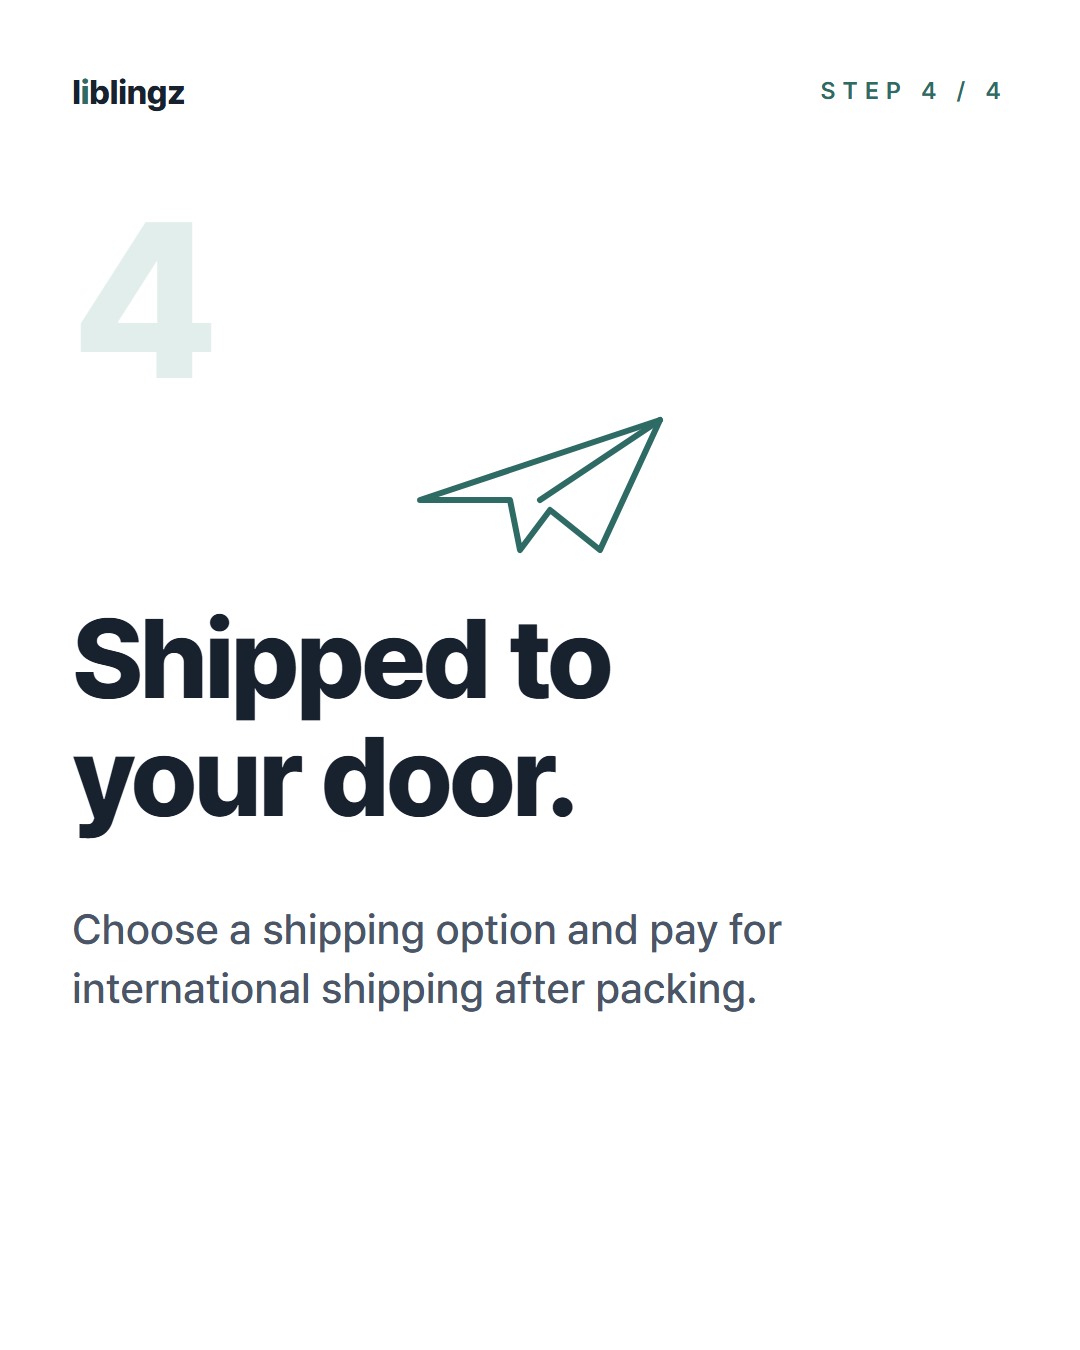 liblingz
STEP 4 / 4
4
Shipped to
your door.
Choose a shipping option and pay for
international shipping after packing.